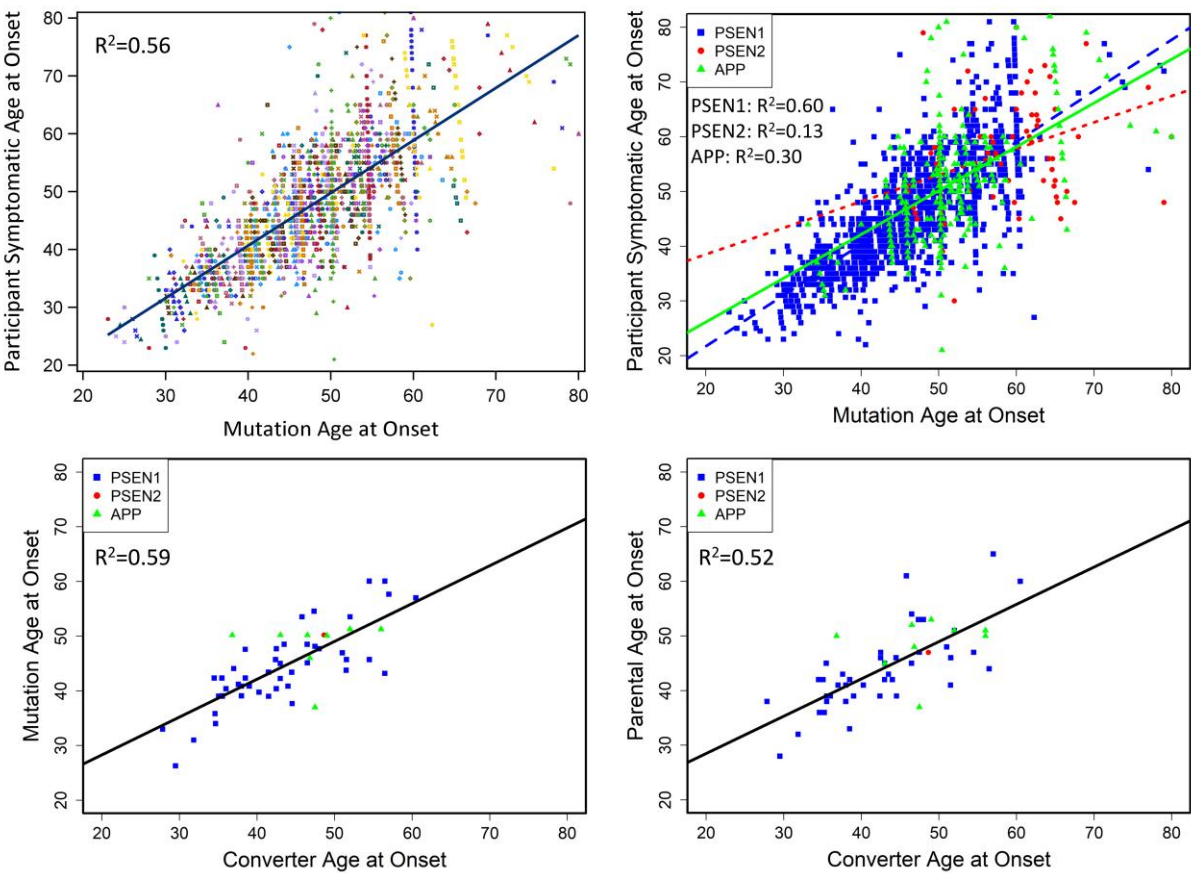 R²=0.56
Participant Symptomatic Age at Onset
80
70
60
50
40
30
20
20 30 40 50 60 70 80
Mutation Age at Onset
PSEN1
PSEN2
APP
PSEN1: R²=0.60
PSEN2: R²=0.13
APP: R²=0.30
Participant Symptomatic Age at Onset
80
70
60
50
40
30
20
20 30 40 50 60 70 80
Mutation Age at Onset
PSEN1
PSEN2
APP
R²=0.59
Mutation Age at Onset
80
70
60
50
40
30
20
20 30 40 50 60 70 80
Converter Age at Onset
PSEN1
PSEN2
APP
R²=0.52
Parental Age at Onset
80
70
60
50
40
30
20
20 30 40 50 60 70 80
Converter Age at Onset